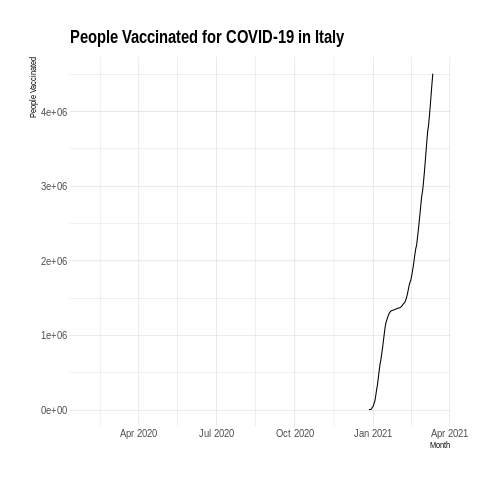 People Vaccinated for COVID-19 in Italy
People Vaccinated
4e+06
3e+06
2e+06
1e+06
0e+00
Apr 2020 Jul 2020 Oct 2020 Jan 2021 Apr 2021
Month